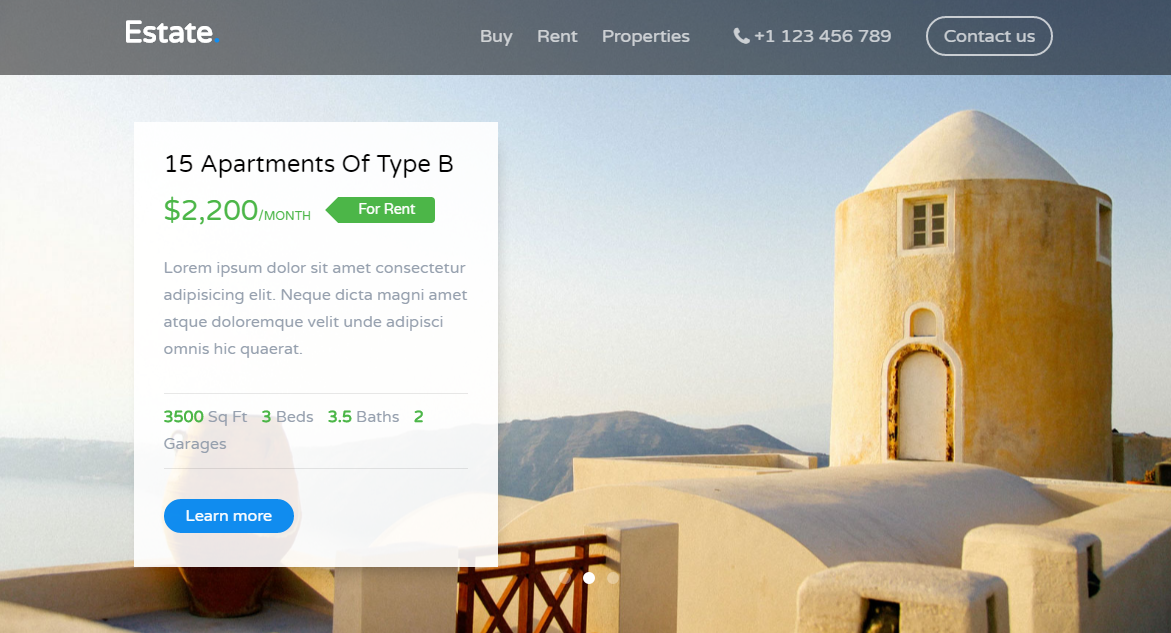 Estate.
Buy Rent Properties +1 123 456 789 Contact us
15 Apartments Of Type B
$2,200/MONTH For Rent
Lorem ipsum dolor sit amet consectetur
adipisicing elit. Neque dicta magni amet
atque doloremque velit unde adipisci
omnis hic quaerat.
3500 Sq Ft 3 Beds 3.5 Baths 2
Garages
Learn more